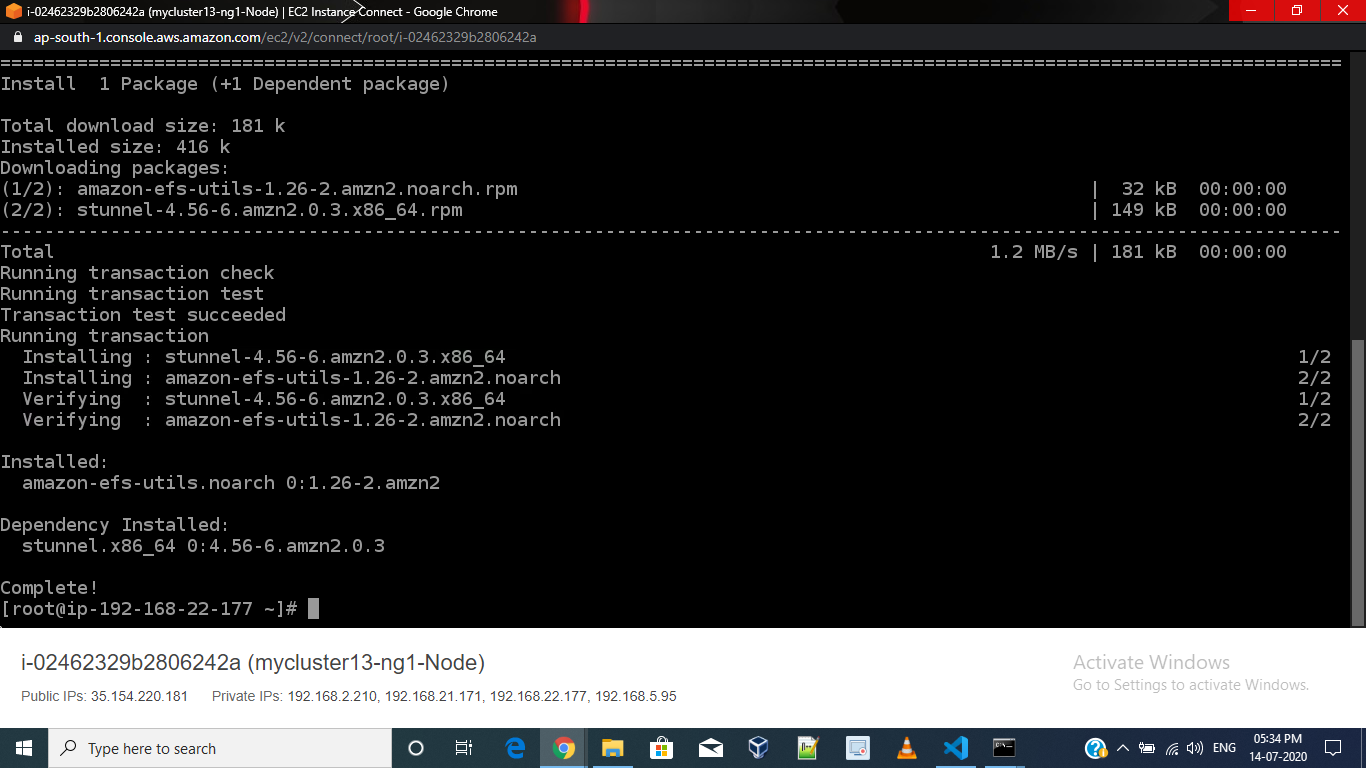 i-02462329b2806242a (mycluster13-ng1-Node) | EC2 Instance Connect - Google Chrome
ap-south-1.console.aws.amazon.com/ec2/v2/connect/root/i-02462329b2806242a
================================================================================
Install  1 Package (+1 Dependent package)
Total download size: 181 k
Installed size: 416 k
Downloading packages:
(1/2): amazon-efs-utils-1.26-2.amzn2.noarch.rpm | 32 kB 00:00:00
(2/2): stunnel-4.56-6.amzn2.0.3.x86_64.rpm | 149 kB 00:00:00
--------------------------------------------------------------------------------
Total 1.2 MB/s | 181 kB 00:00:00
Running transaction check
Running transaction test
Transaction test succeeded
Running transaction
Installing : stunnel-4.56-6.amzn2.0.3.x86_64 1/2
Installing : amazon-efs-utils-1.26-2.amzn2.noarch 2/2
Verifying  : stunnel-4.56-6.amzn2.0.3.x86_64 1/2
Verifying  : amazon-efs-utils-1.26-2.amzn2.noarch 2/2
Installed:
amazon-efs-utils.noarch 0:1.26-2.amzn2
Dependency Installed:
stunnel.x86_64 0:4.56-6.amzn2.0.3
Complete!
[root@ip-192-168-22-177 ~]#
i-02462329b2806242a (mycluster13-ng1-Node)
Public IPs: 35.154.220.181 Private IPs: 192.168.2.210, 192.168.21.171, 192.168.22.177, 192.168.5.95
Activate Windows
Go to Settings to activate Windows.
Type here to search
ENG
05:34 PM
14-07-2020